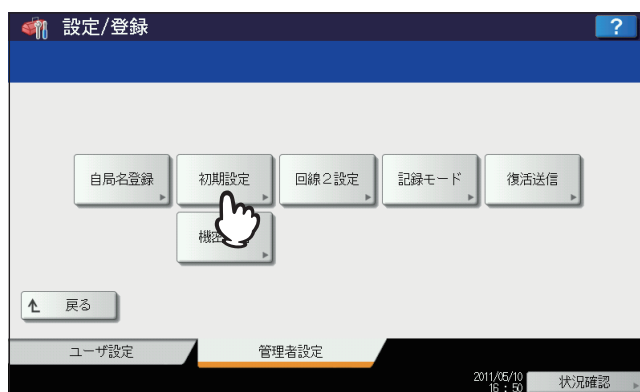 設定/登録
?
自局名登録
初期設定
回線2設定
記録モード
復活送信
機密
戻る
ユーザ設定
管理者設定
2011/05/10
16 : 50
状況確認